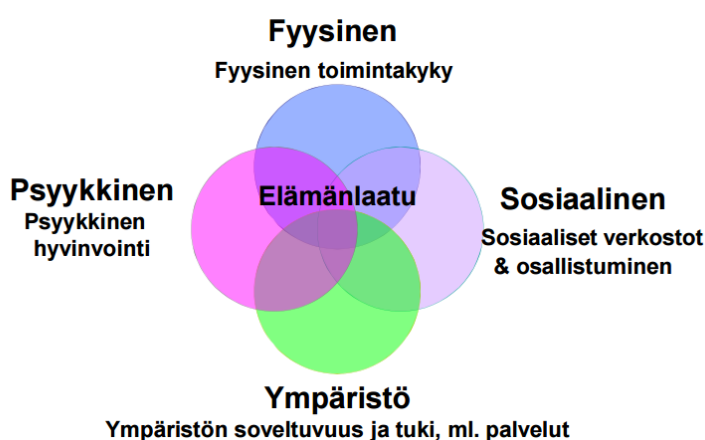 Fyysinen
Fyysinen toimintakyky
Psyykkinen
Psyykkinen
hyvinvointi
Elämänlaatu
Sosiaalinen
Sosiaaliset verkostot
& osallistuminen
Ympäristö
Ympäristön soveltuvuus ja tuki, ml. palvelut